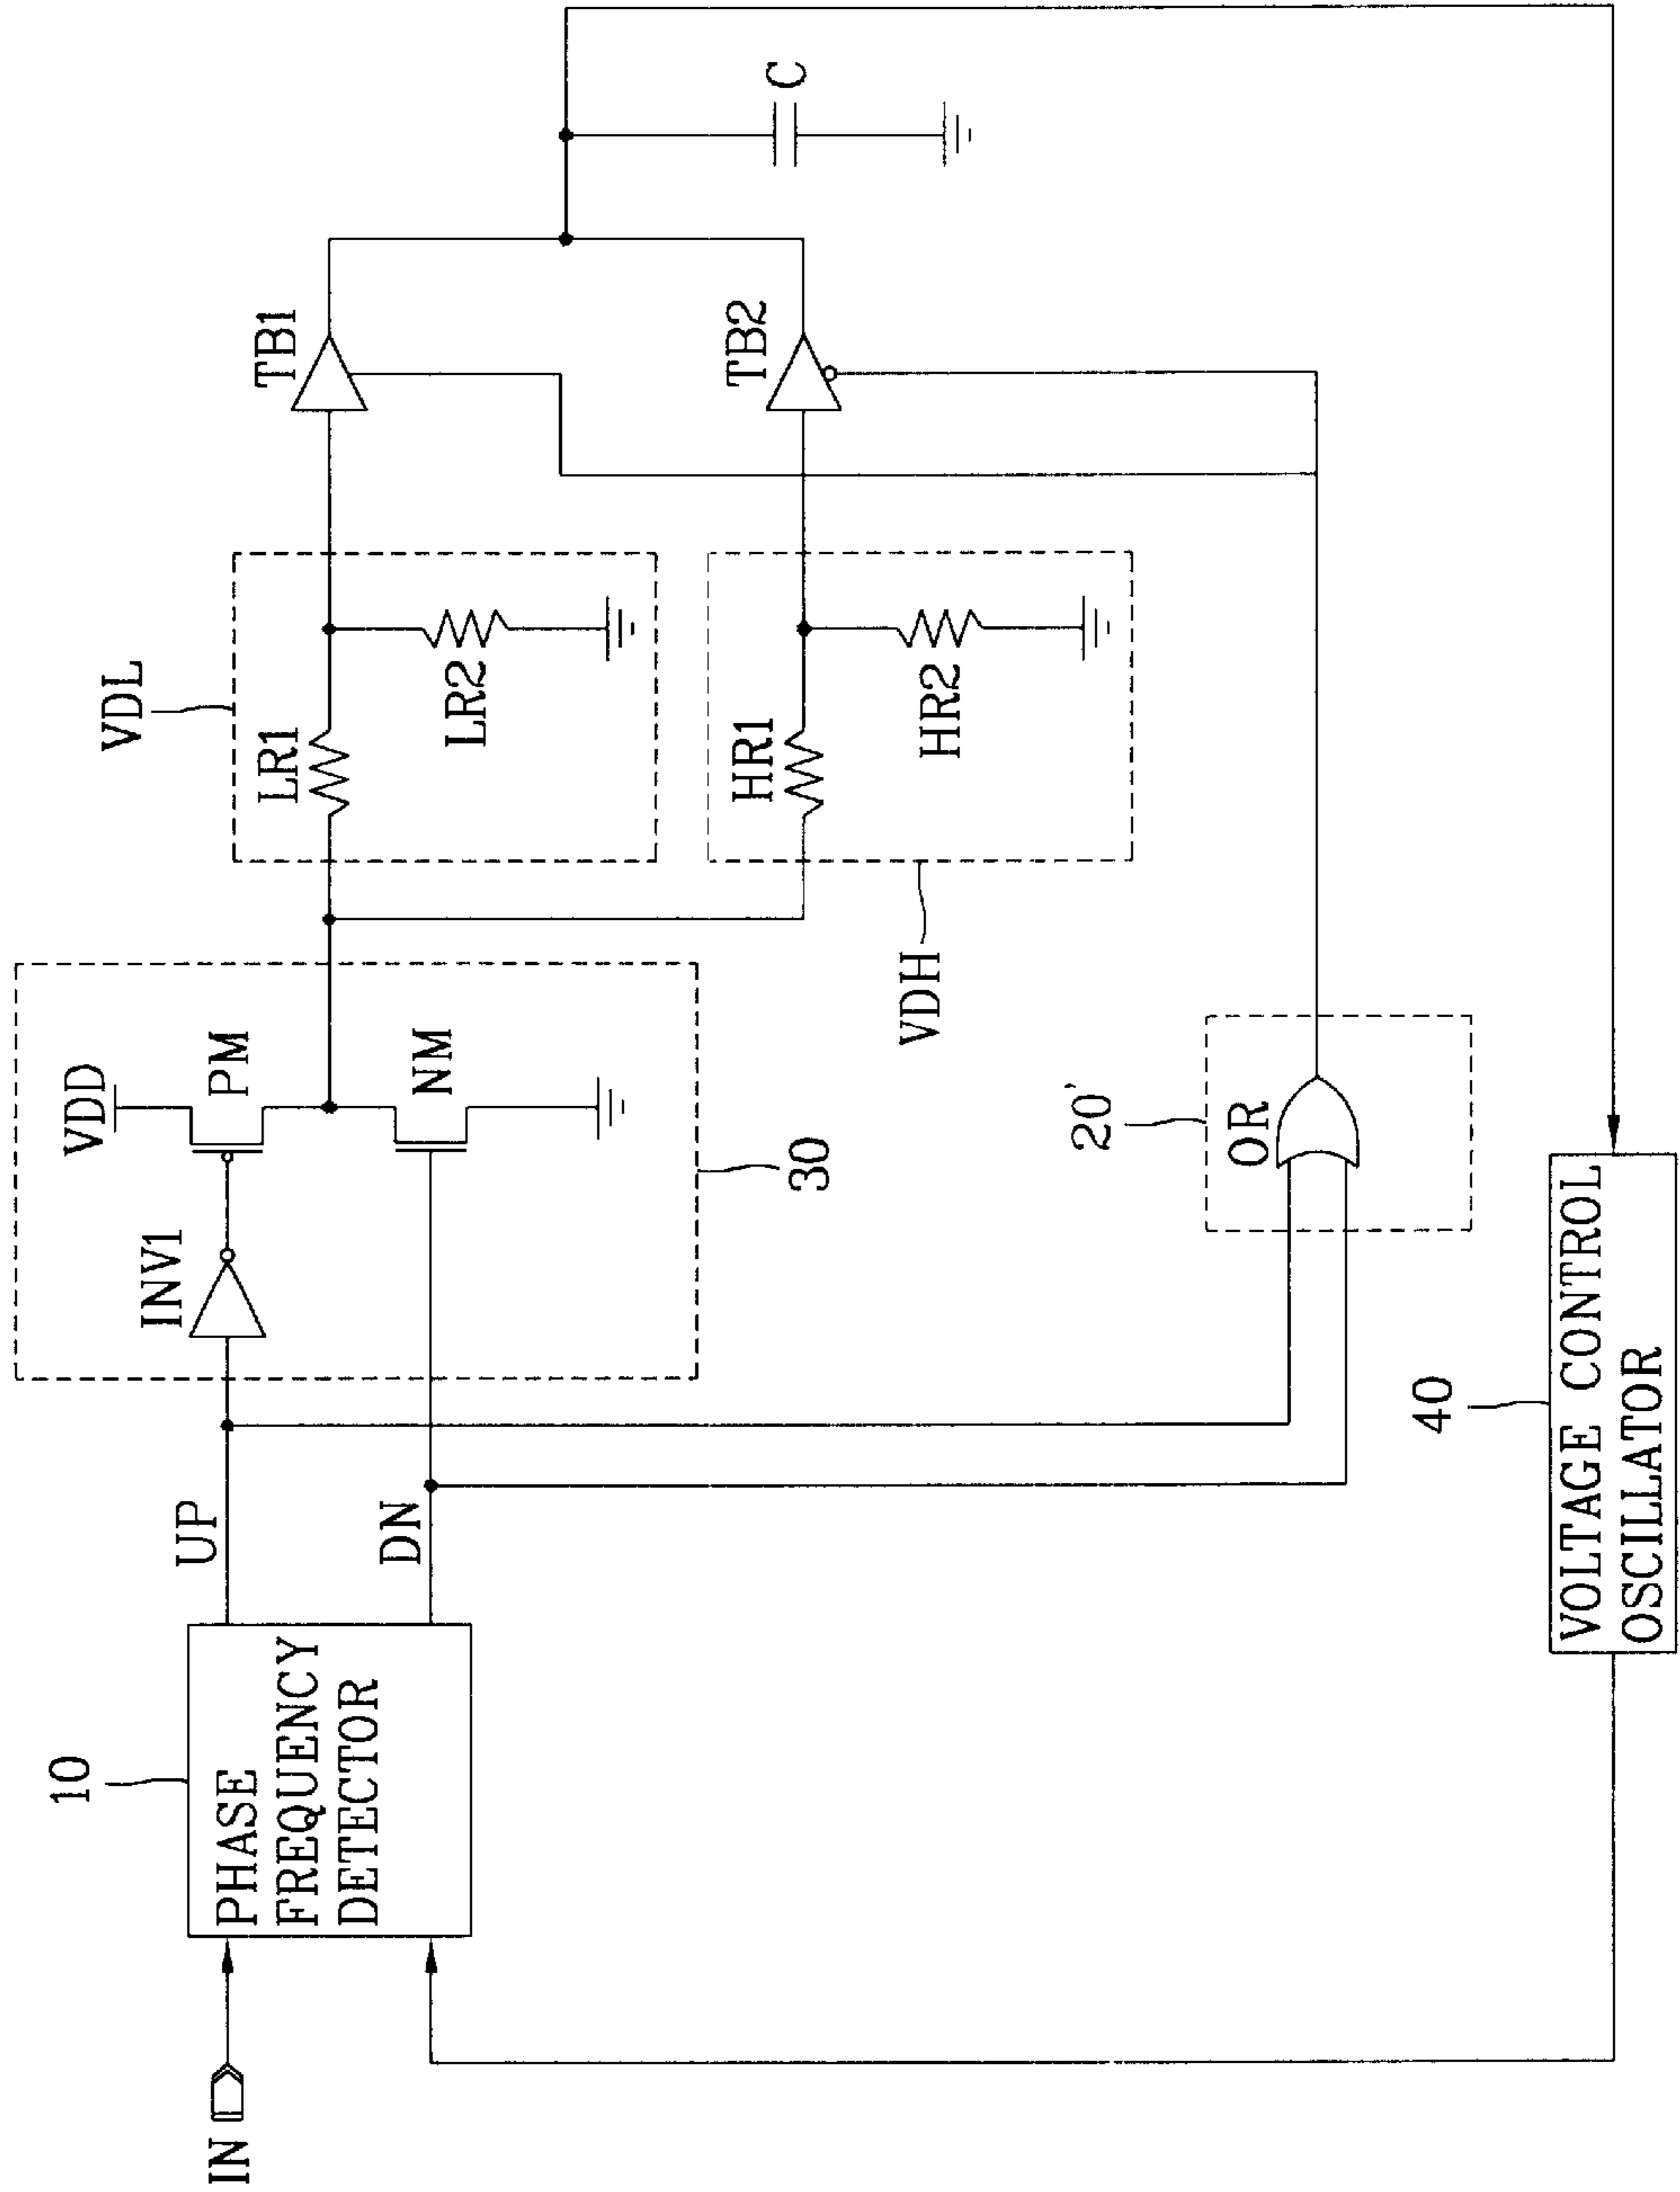 IN
10
PHASE
FREQUENCY
DETECTOR
UP
DN
INV1
VDD
PM
NM
30
VDL
LR1
LR2
HR1
HR2
VDH
TB1
TB2
C
20'
OR
40
VOLTAGE CONTROL
OSCILLATOR